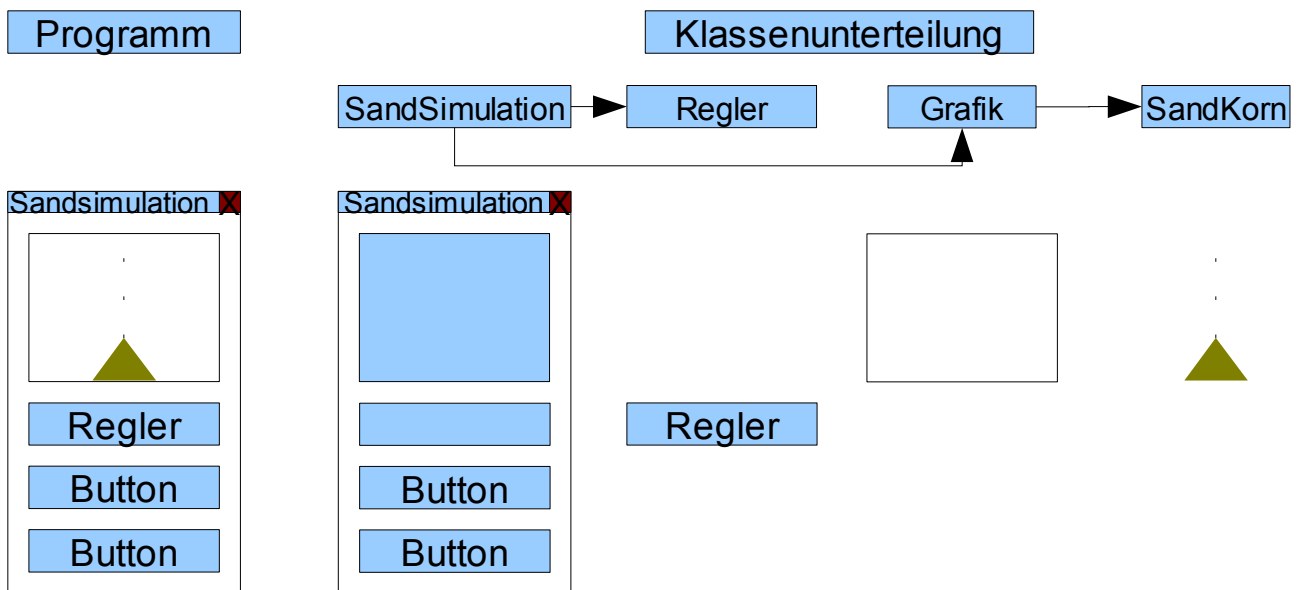 Programm
Klassenunterteilung
SandSimulation
Regler
Grafik
SandKorn
Sandsimulation X
Sandsimulation X
Regler
Regler
Button
Button
Button
Button